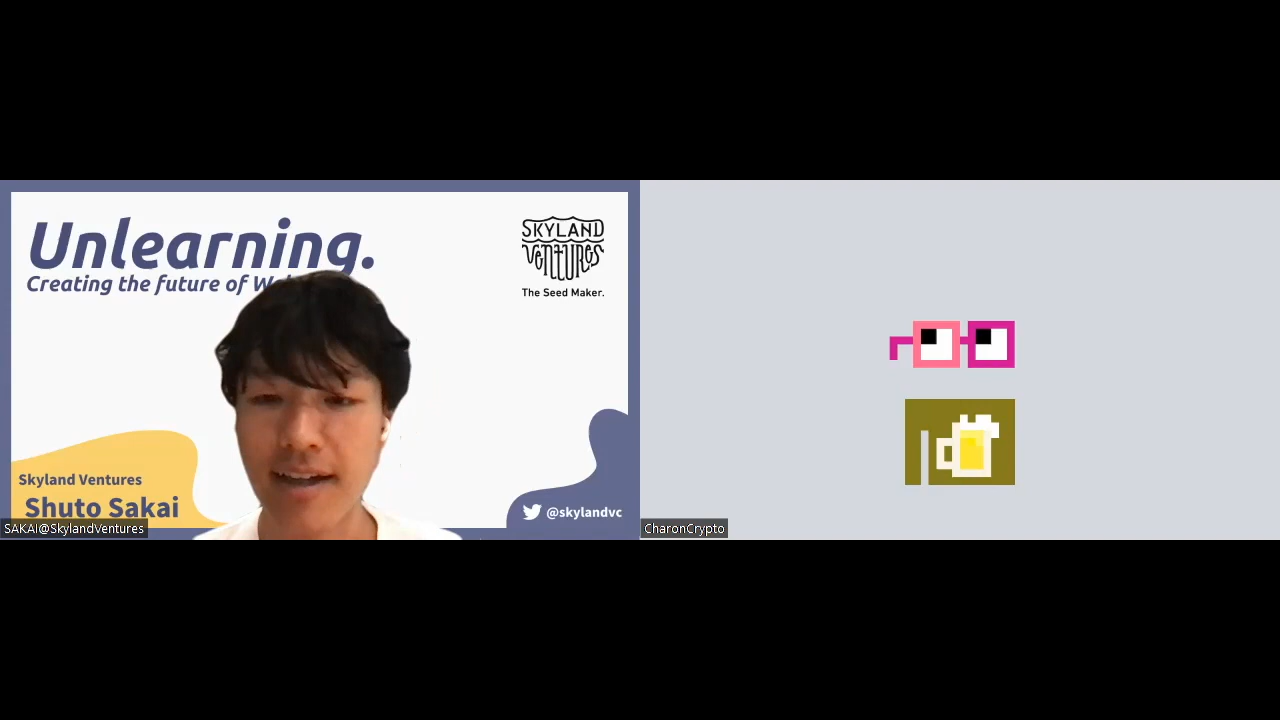 Unlearning.
Creating the future of
SKYLAND
VENTURES
The Seed Maker.
Skyland Ventures
Shuto Sakai
@skylandvc
SAKAI@SkylandVentures
CharonCrypto